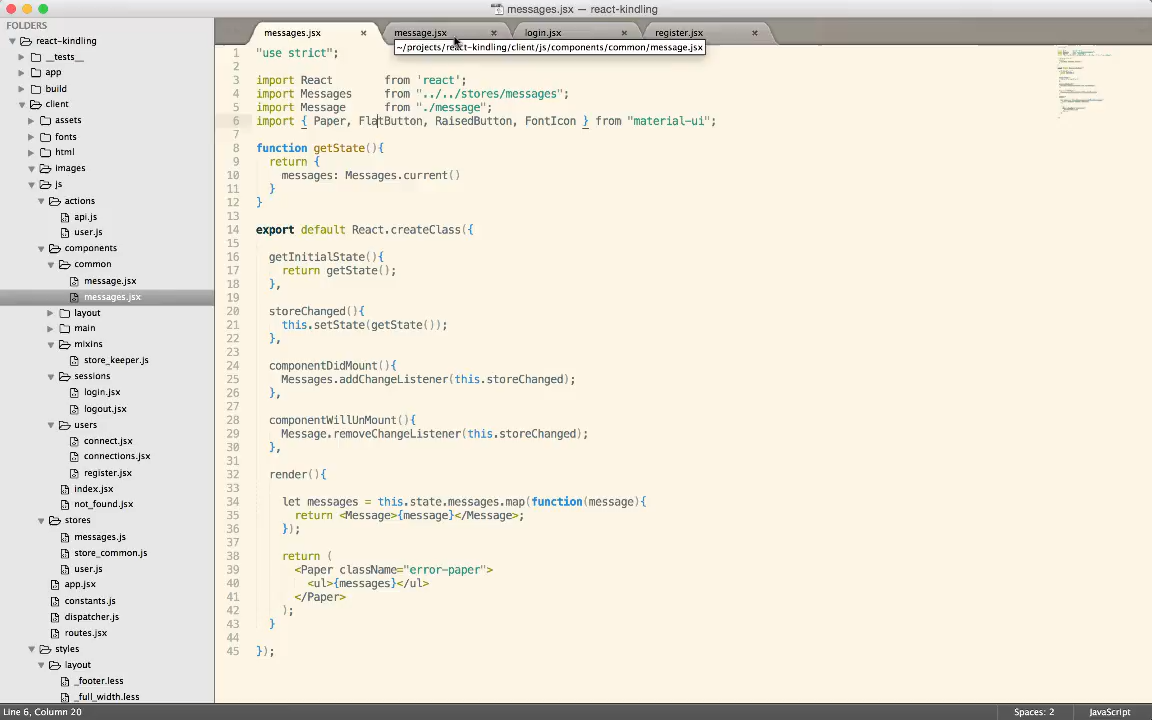 messages.jsx — react-kindling
FOLDERS
react-kindling
__tests__
app
build
client
assets
fonts
html
images
js
actions
api.js
user.js
components
common
message.jsx
messages.jsx
layout
main
mixins
store_keeper.js
sessions
login.jsx
logout.jsx
users
connect.jsx
connections.jsx
register.jsx
index.jsx
not_found.jsx
stores
messages.js
store_common.js
user.js
app.jsx
constants.js
dispatcher.js
routes.jsx
styles
layout
_footer.less
_full_width.less
messages.jsx × message.jsx × login.jsx × register.jsx ×
~/projects/react-kindling/client/js/components/common/message.jsx
1 "use strict";
2
3 import React from 'react';
4 import Messages from "../../stores/messages";
5 import Message from "./message";
6 import { Paper, FlatButton, RaisedButton, FontIcon } from "material-ui";
7
8 function getState(){
9 return {
10 messages: Messages.current()
11 }
12 }
13
14 export default React.createClass({
15
16 getInitialState(){
17 return getState();
18 },
19
20 storeChanged(){
21 this.setState(getState());
22 },
23
24 componentDidMount(){
25 Messages.addChangeListener(this.storeChanged);
26 },
27
28 componentWillUnMount(){
29 Message.removeChangeListener(this.storeChanged);
30 },
31
32 render(){
33
34 let messages = this.state.messages.map(function(message){
35 return <Message>{message}</Message>;
36 });
37
38 return (
39 <Paper className="error-paper">
40 <ul>{messages}</ul>
41 </Paper>
42 );
43 }
44
45 });
Line 6, Column 20
Spaces: 2
JavaScript